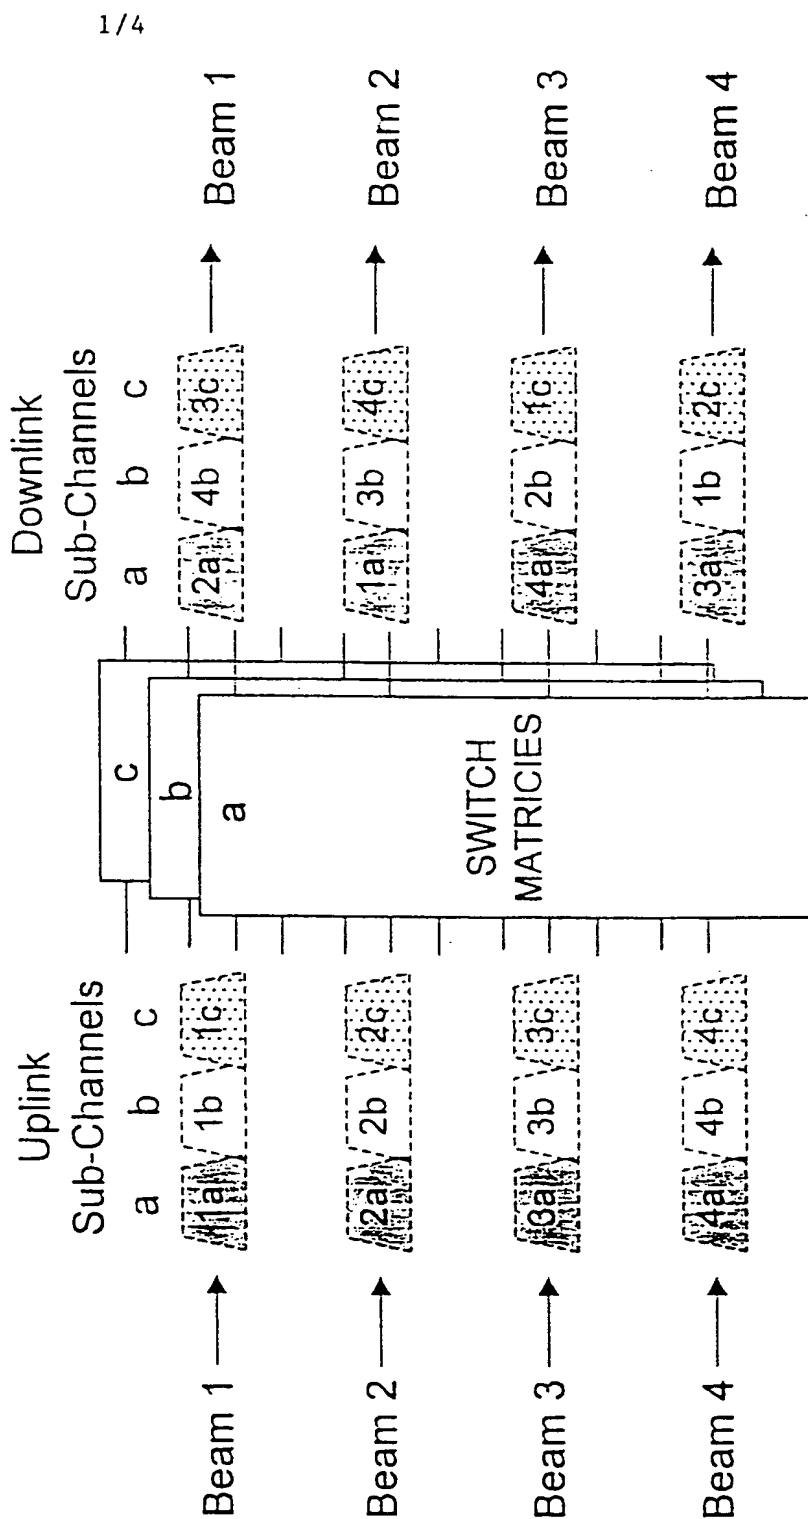 1/4
Uplink
Sub-Channels
a b c
Beam 1 1a 1b 1c
Beam 2 2a 2b 2c
Beam 3 3a 3b 3c
Beam 4 4a 4b 4c
c
b
a
SWITCH
MATRICIES
Downlink
Sub-Channels
a b c
2a 4b 3c Beam 1
1a 3b 4c Beam 2
4a 2b 1c Beam 3
3a 1b 2c Beam 4